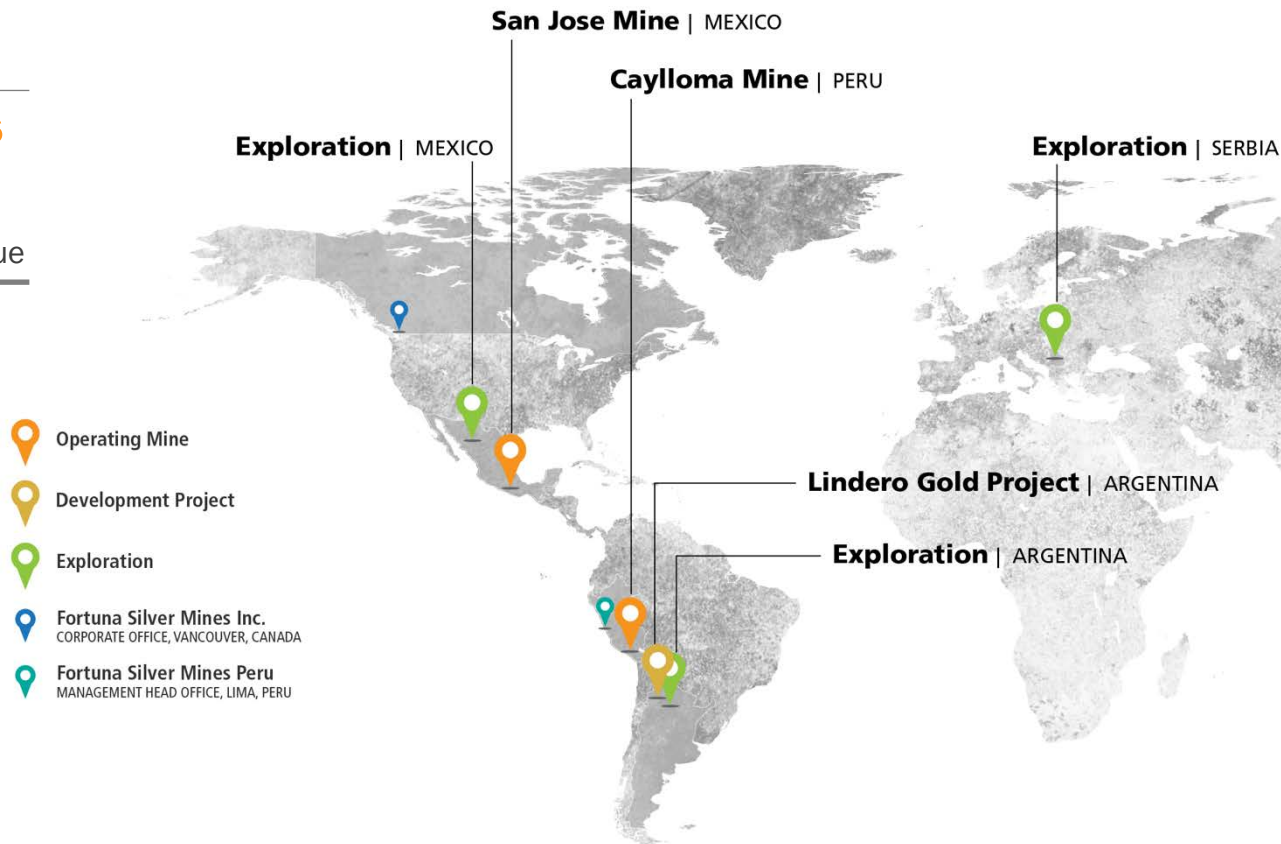 San Jose Mine | MEXICO
Caylloma Mine | PERU
Exploration | MEXICO
Exploration | SERBIA
ue
Operating Mine
Development Project
Exploration
Fortuna Silver Mines Inc.
CORPORATE OFFICE, VANCOUVER, CANADA
Fortuna Silver Mines Peru
MANAGEMENT HEAD OFFICE, LIMA, PERU
Lindero Gold Project | ARGENTINA
Exploration | ARGENTINA